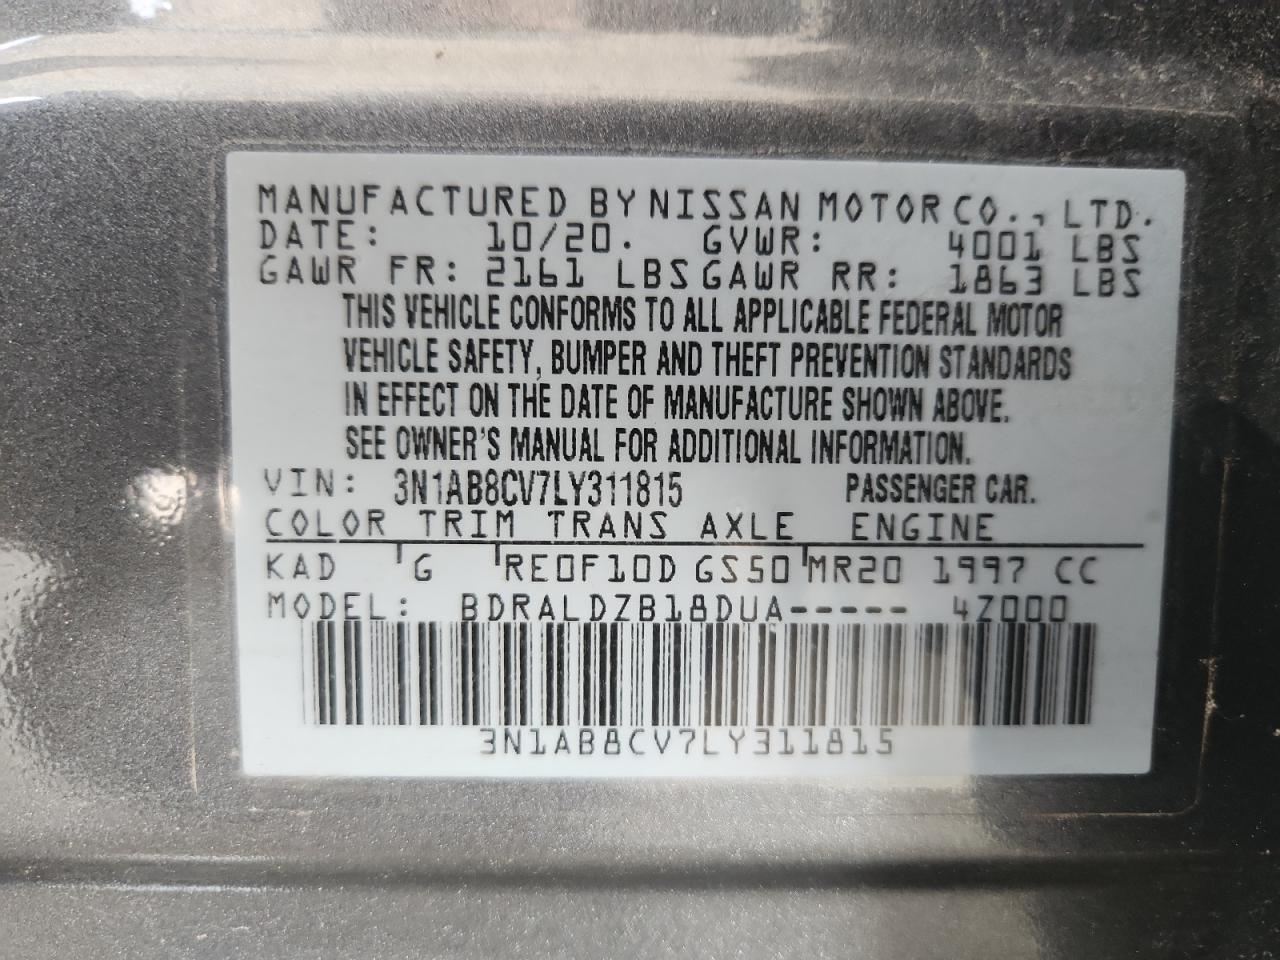 MANUFACTURED BY NISSAN MOTOR CO., LTD.
DATE: 10/20. GVWR: 4001 LBS
GAWR FR: 2161 LBS GAWR RR: 1863 LBS
THIS VEHICLE CONFORMS TO ALL APPLICABLE FEDERAL MOTOR
VEHICLE SAFETY, BUMPER AND THEFT PREVENTION STANDARDS
IN EFFECT ON THE DATE OF MANUFACTURE SHOWN ABOVE.
SEE OWNER'S MANUAL FOR ADDITIONAL INFORMATION.
VIN: 3N1AB8CV7LY311815 PASSENGER CAR.
COLOR TRIM TRANS AXLE ENGINE
KAD G RE0F10D GS50 MR20 1997 CC
MODEL: BDRALDZB18DUA----- 4Z000
3N1AB8CV7LY311815